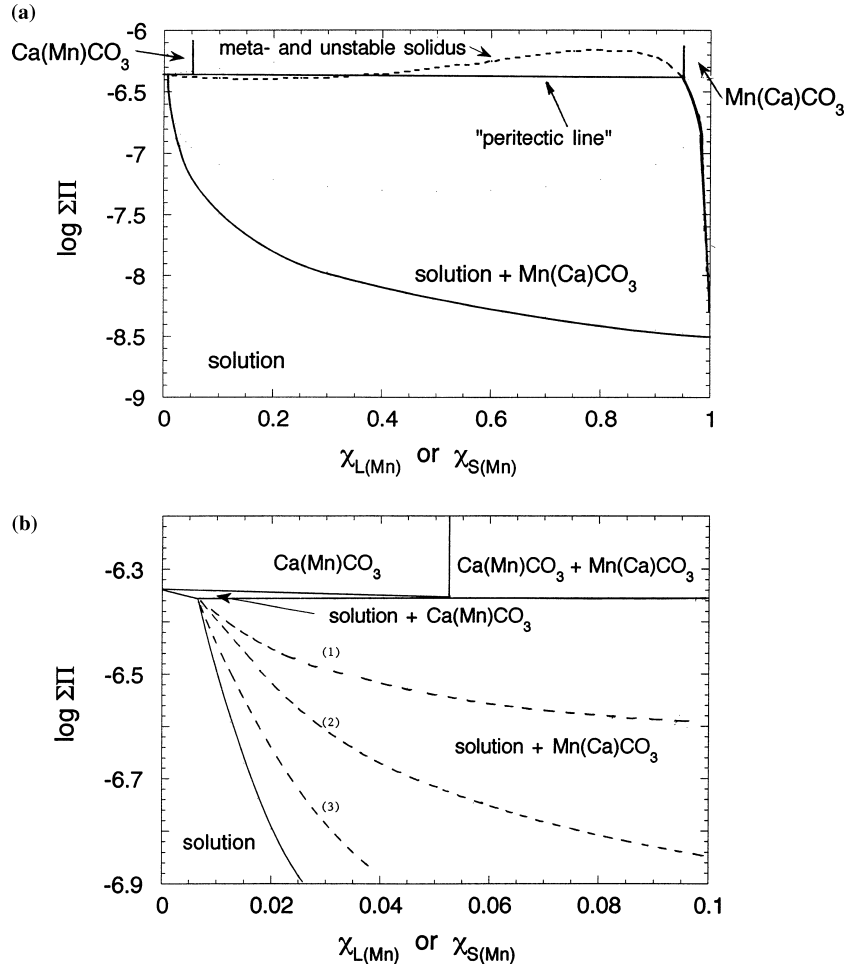 (a)
Ca(Mn)CO3
meta- and unstable solidus
Mn(Ca)CO3
"peritectic line"
solution + Mn(Ca)CO3
solution
log ΣΠ
-6
-6.5
-7
-7.5
-8
-8.5
-9
0 0.2 0.4 0.6 0.8 1
χL(Mn) or χS(Mn)
(b)
Ca(Mn)CO3
Ca(Mn)CO3 + Mn(Ca)CO3
solution + Ca(Mn)CO3
(1)
(2)
solution + Mn(Ca)CO3
(3)
solution
log ΣΠ
-6.3
-6.5
-6.7
-6.9
0 0.02 0.04 0.06 0.08 0.1
χL(Mn) or χS(Mn)